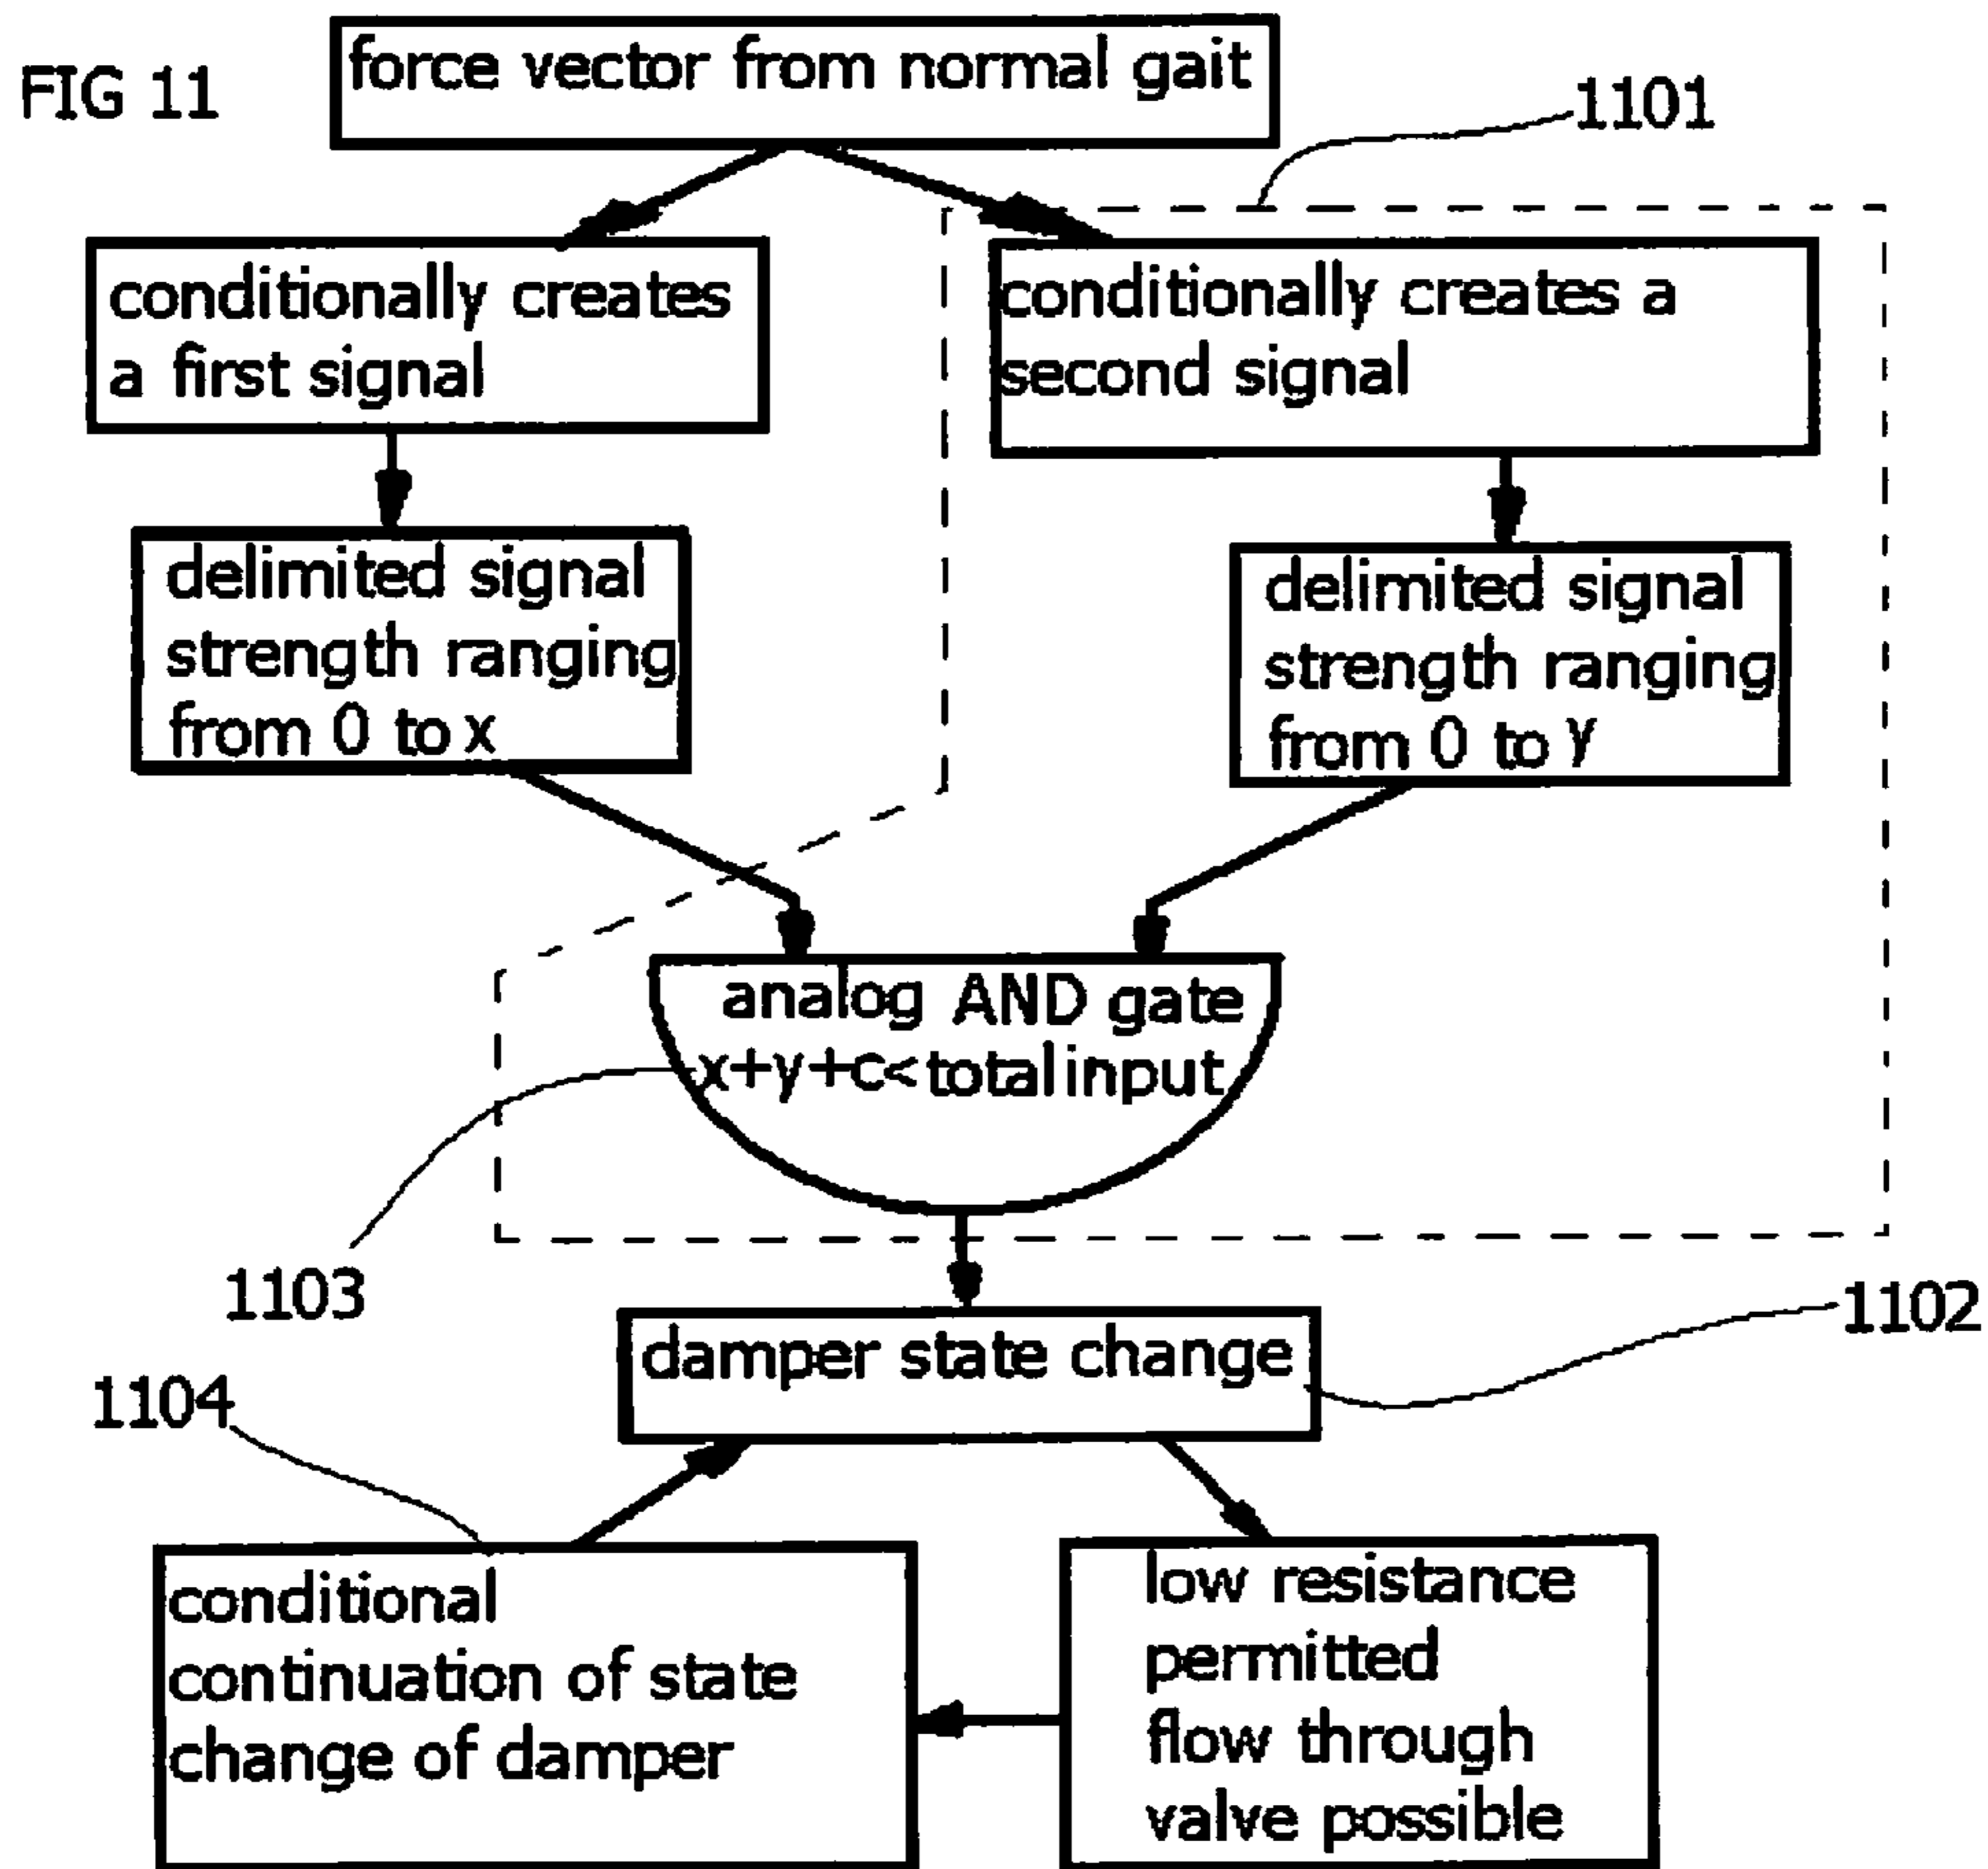 FIG 11
force vector from normal gait
1101
conditionally creates
a first signal
conditionally creates a
second signal
delimited signal
strength ranging
from 0 to x
delimited signal
strength ranging
from 0 to y
analog AND gate
x+y+c<total input
1103
1102
damper state change
1104
conditional
continuation of state
change of damper
low resistance
permitted
flow through
valve possible